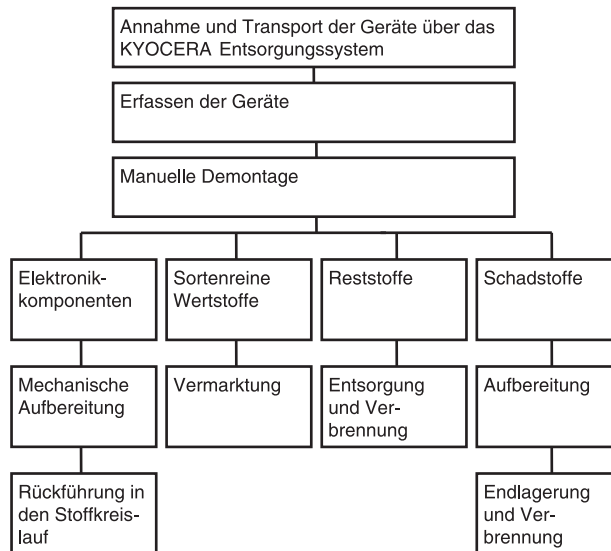 Annahme und Transport der Geräte über das
KYOCERA Entsorgungssystem
Erfassen der Geräte
Manuelle Demontage
Elektronik-
komponenten
Sortenreine
Wertstoffe
Reststoffe
Schadstoffe
Mechanische
Aufbereitung
Vermarktung
Entsorgung
und Ver-
brennung
Aufbereitung
Rückführung in
den Stoffkreis-
lauf
Endlagerung
und Ver-
brennung